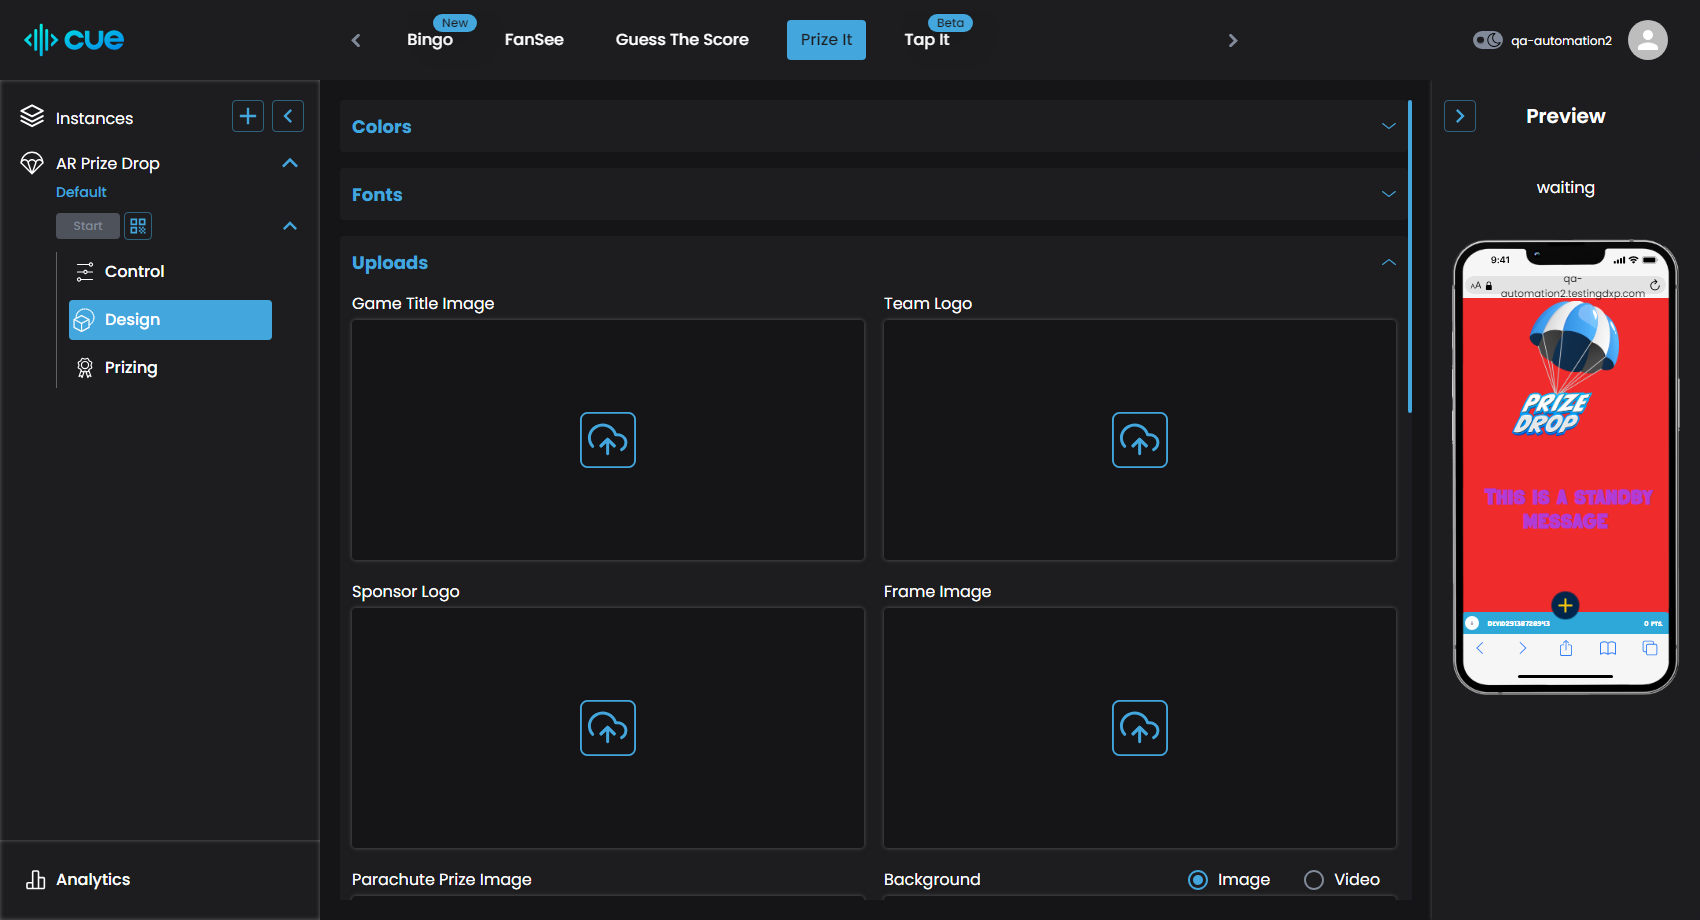 cue
New
Beta
Bingo
FanSee
Guess The Score
Prize It
Tap It
qa-automation2
Instances
AR Prize Drop
Default
Start
Control
Design
Prizing
Analytics
Colors
Fonts
Uploads
Game Title Image
Team Logo
Sponsor Logo
Frame Image
Parachute Prize Image
Background
Image
Video
Preview
waiting
9:41
AA
qa-
automation2.testingdxp.com
PRIZE
DROP
This is a standby
message
0 PTS.